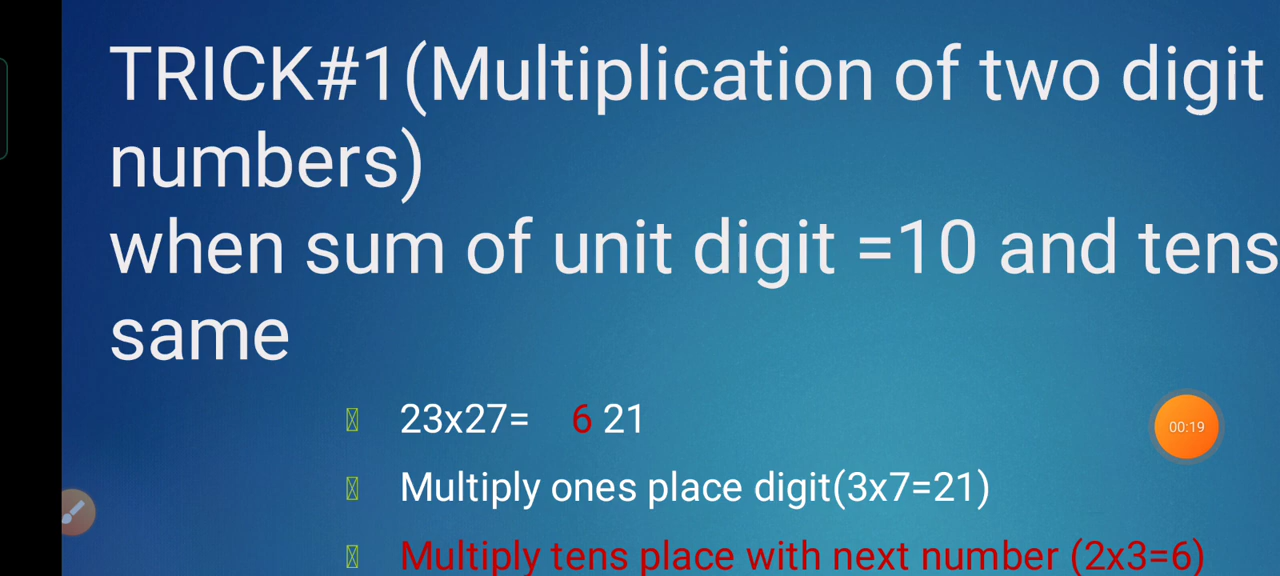 TRICK#1(Multiplication of two digit
numbers)
when sum of unit digit =10 and tens
same
23x27= 6 21
00:19
Multiply ones place digit(3x7=21)
Multiply tens place with next number (2x3=6)